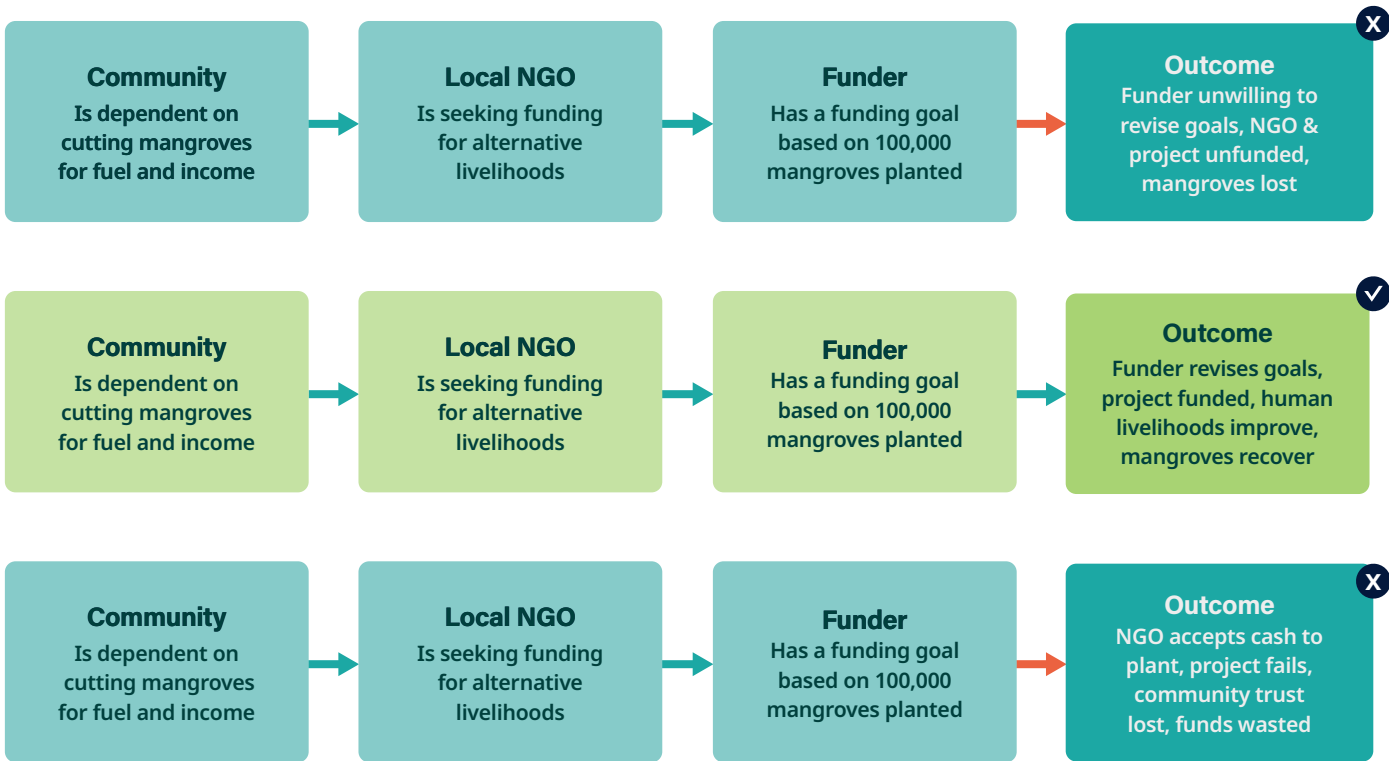 X
Community
Is dependent on
cutting mangroves
for fuel and income
Local NGO
Is seeking funding
for alternative
livelihoods
Funder
Has a funding goal
based on 100,000
mangroves planted
Outcome
Funder unwilling to
revise goals, NGO &
project unfunded,
mangroves lost
Community
Is dependent on
cutting mangroves
for fuel and income
Local NGO
Is seeking funding
for alternative
livelihoods
Funder
Has a funding goal
based on 100,000
mangroves planted
Outcome
Funder revises goals,
project funded, human
livelihoods improve,
mangroves recover
X
Community
Is dependent on
cutting mangroves
for fuel and income
Local NGO
Is seeking funding
for alternative
livelihoods
Funder
Has a funding goal
based on 100,000
mangroves planted
Outcome
NGO accepts cash to
plant, project fails,
community trust
lost, funds wasted